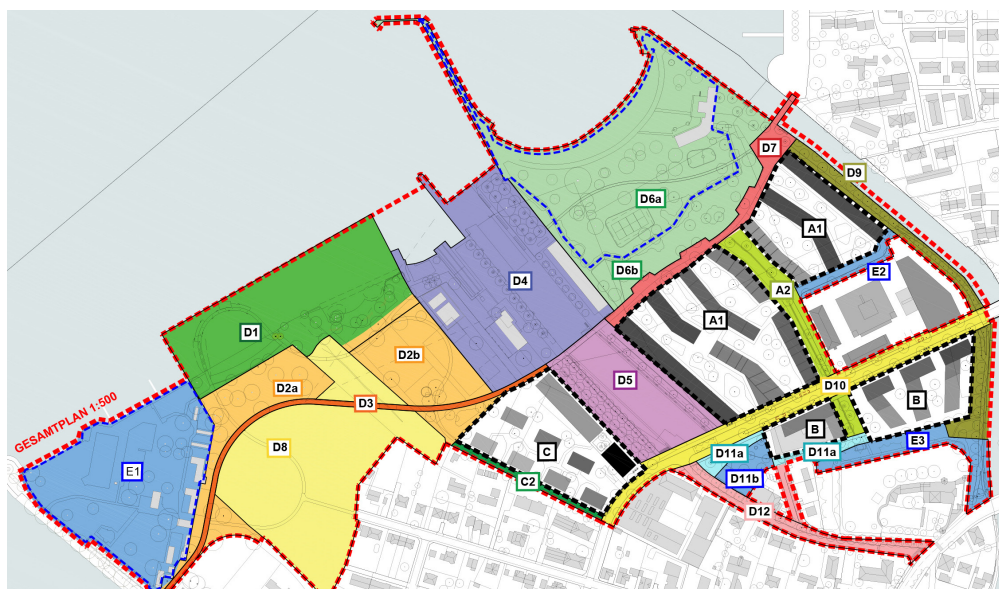 D7
D9
D6a
A1
E2
D6b
D4
A2
A1
D1
D2b
D2a
D3
D5
D10
B
B
GESAMTPLAN 1:500
D8
E1
C
D11a
D11a
E3
C2
D11b
D12